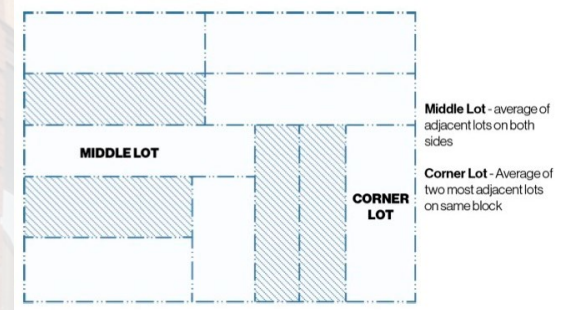 MIDDLE LOT
CORNER
LOT
Middle Lot - average of
adjacent lots on both
sides
Corner Lot - Average of
two most adjacent lots
on same block